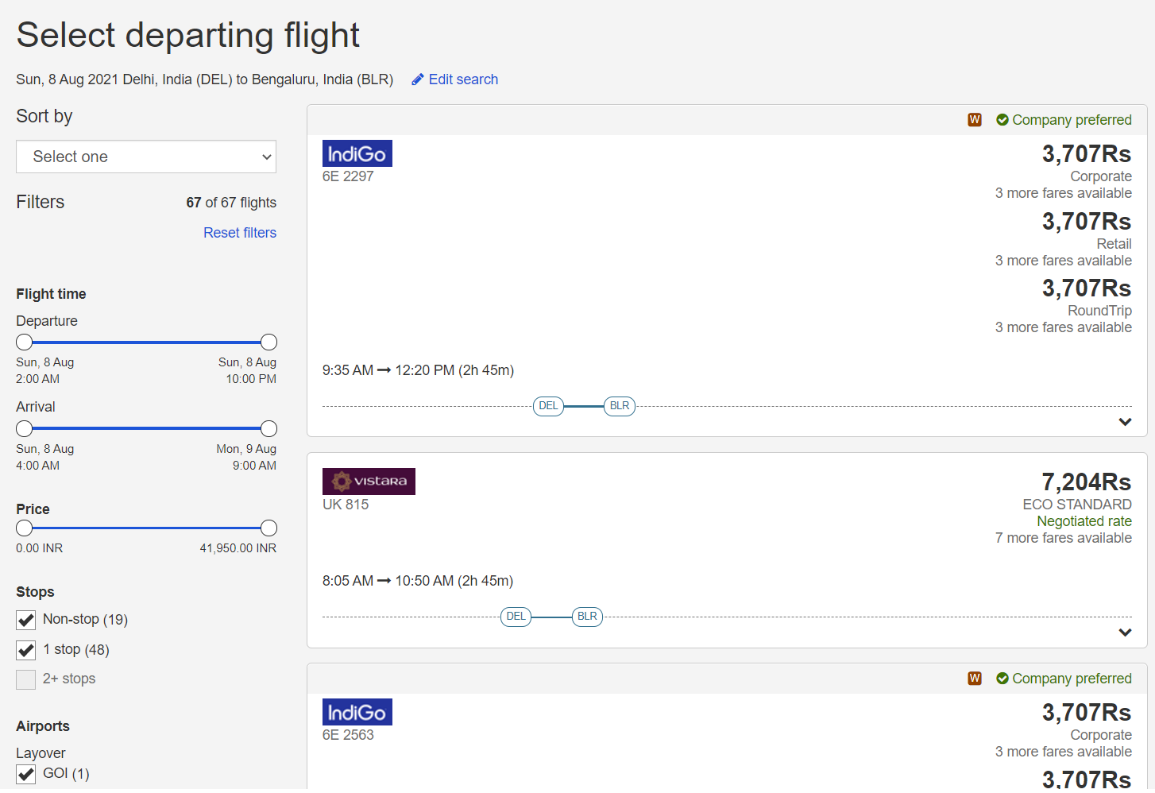 Select departing flight
Sun, 8 Aug 2021 Delhi, India (DEL) to Bengaluru, India (BLR) Edit search
Sort by
Select one
Filters 67 of 67 flights
Reset filters
Flight time
Departure
Sun, 8 Aug Sun, 8 Aug
2:00 AM 10:00 PM
Arrival
Sun, 8 Aug Mon, 9 Aug
4:00 AM 9:00 AM
Price
0.00 INR 41,950.00 INR
Stops
Non-stop (19)
1 stop (48)
2+ stops
Airports
Layover
GOI (1)
W Company preferred
IndiGo
6E 2297
3,707Rs
Corporate
3 more fares available
3,707Rs
Retail
3 more fares available
3,707Rs
RoundTrip
3 more fares available
9:35 AM ➞ 12:20 PM (2h 45m)
DEL BLR
VISTARA
UK 815
7,204Rs
ECO STANDARD
Negotiated rate
7 more fares available
8:05 AM ➞ 10:50 AM (2h 45m)
DEL BLR
W Company preferred
IndiGo
6E 2563
3,707Rs
Corporate
3 more fares available
3,707Rs